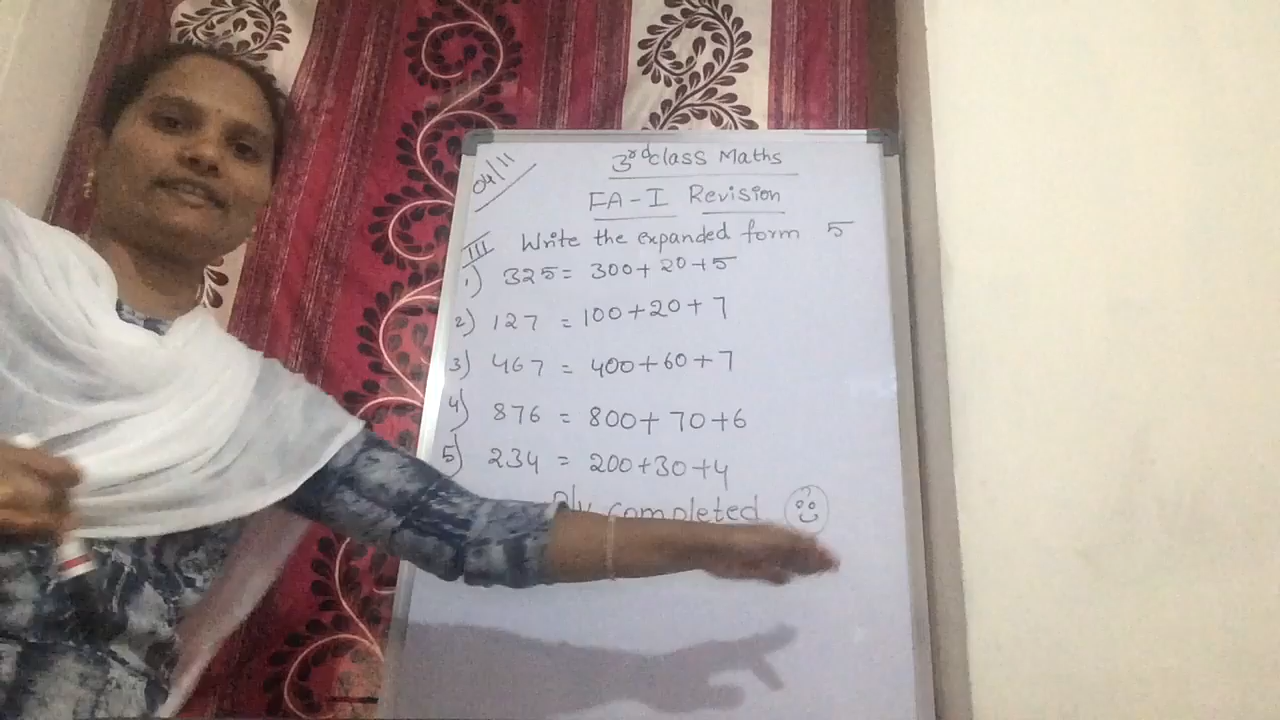 04/11
3rd class Maths
FA-I Revision
III Write the expanded form 5
1) 325 = 300+20+5
2) 127 = 100+20+7
3) 467 = 400+60+7
4) 876 = 800+70+6
5) 234 = 200+30+4
completed